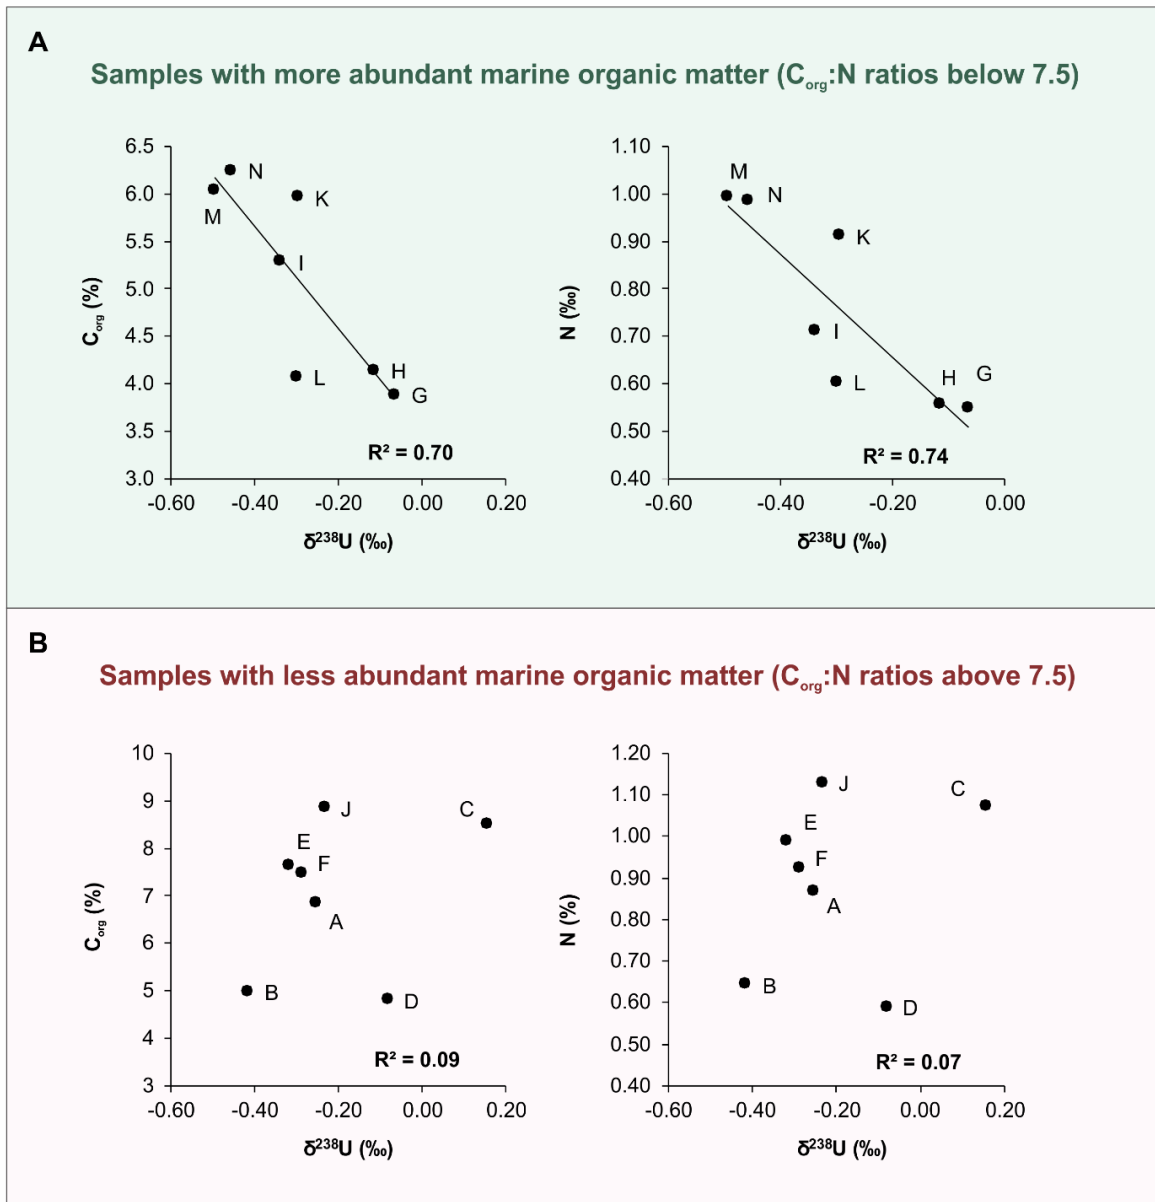 A
Samples with more abundant marine organic matter (Corg:N ratios below 7.5)
6.5
6.0
5.5
5.0
4.5
4.0
3.5
3.0
Corg (%)
N
M
K
I
L
H
G
R² = 0.70
-0.60
-0.40
-0.20
0.00
0.20
δ²³⁸U (‰)
1.10
1.00
0.90
0.80
0.70
0.60
0.50
0.40
N (‰)
M
N
K
I
L
H
G
R² = 0.74
-0.60
-0.40
-0.20
0.00
δ²³⁸U (‰)
B
Samples with less abundant marine organic matter (Corg:N ratios above 7.5)
10
9
8
7
6
5
4
3
Corg (%)
J
C
E
F
A
B
D
R² = 0.09
-0.60
-0.40
-0.20
0.00
0.20
δ²³⁸U (‰)
1.20
1.10
1.00
0.90
0.80
0.70
0.60
0.50
0.40
N (%)
J
C
E
F
A
B
D
R² = 0.07
-0.60
-0.40
-0.20
0.00
0.20
δ²³⁸U (‰)